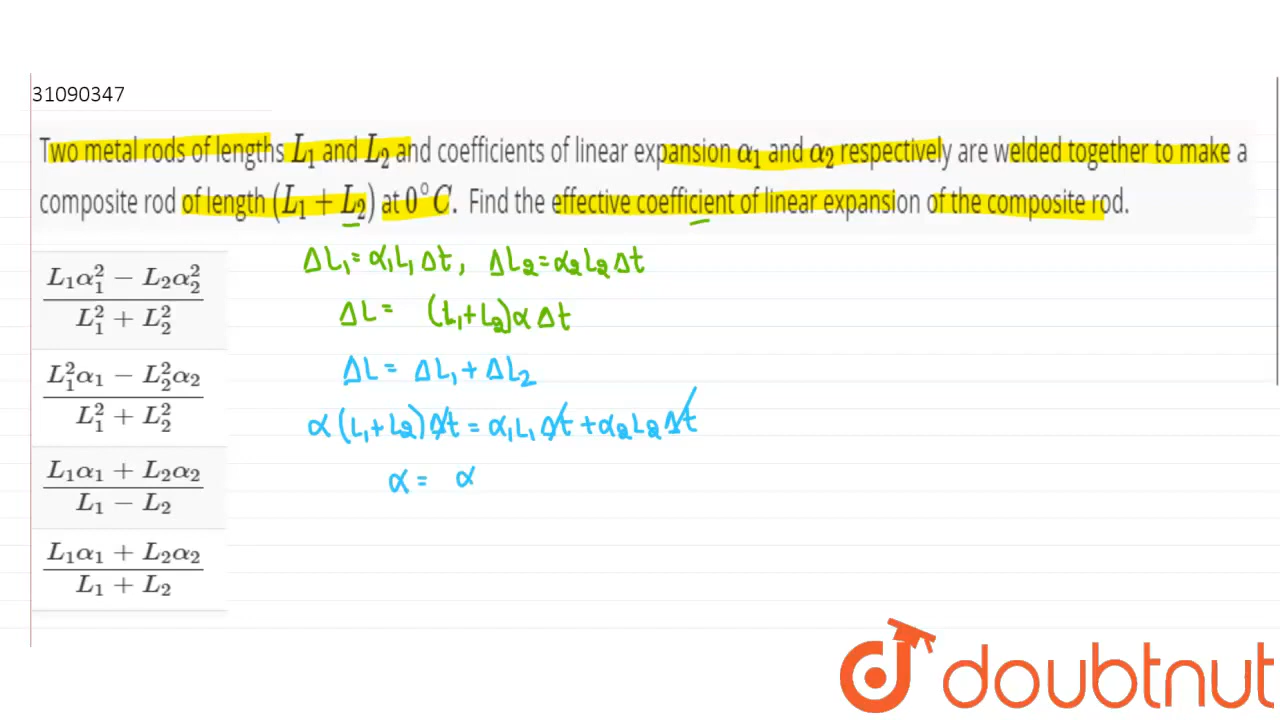 31090347
Two metal rods of lengths L₁ and L₂ and coefficients of linear expansion α₁ and α₂ respectively are welded together to make a
composite rod of length (L₁ + L₂) at 0°C. Find the effective coefficient of linear expansion of the composite rod.
(L₁α₁² − L₂α₂²) / (L₁² + L₂²)
(L₁²α₁ − L₂²α₂) / (L₁² + L₂²)
(L₁α₁ + L₂α₂) / (L₁ − L₂)
(L₁α₁ + L₂α₂) / (L₁ + L₂)
ΔL₁ = α₁L₁Δt, ΔL₂ = α₂L₂Δt
ΔL = (L₁+L₂)αΔt
ΔL = ΔL₁ + ΔL₂
α(L₁+L₂)Δt = α₁L₁Δt + α₂L₂Δt
α = α
doubtnut